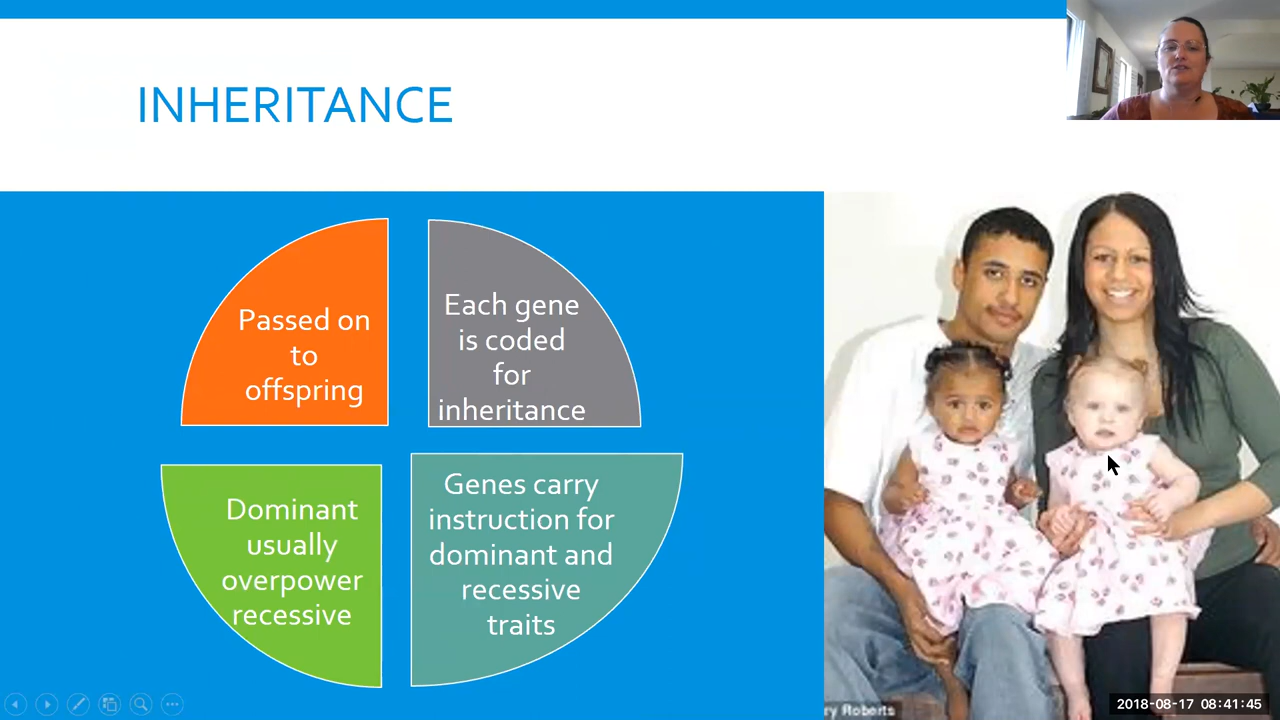 INHERITANCE
Passed on
to
offspring
Each gene
is coded
for
inheritance
Dominant
usually
overpower
recessive
Genes carry
instruction for
dominant and
recessive
traits
ry Roberts
2018-08-17 08:41:45